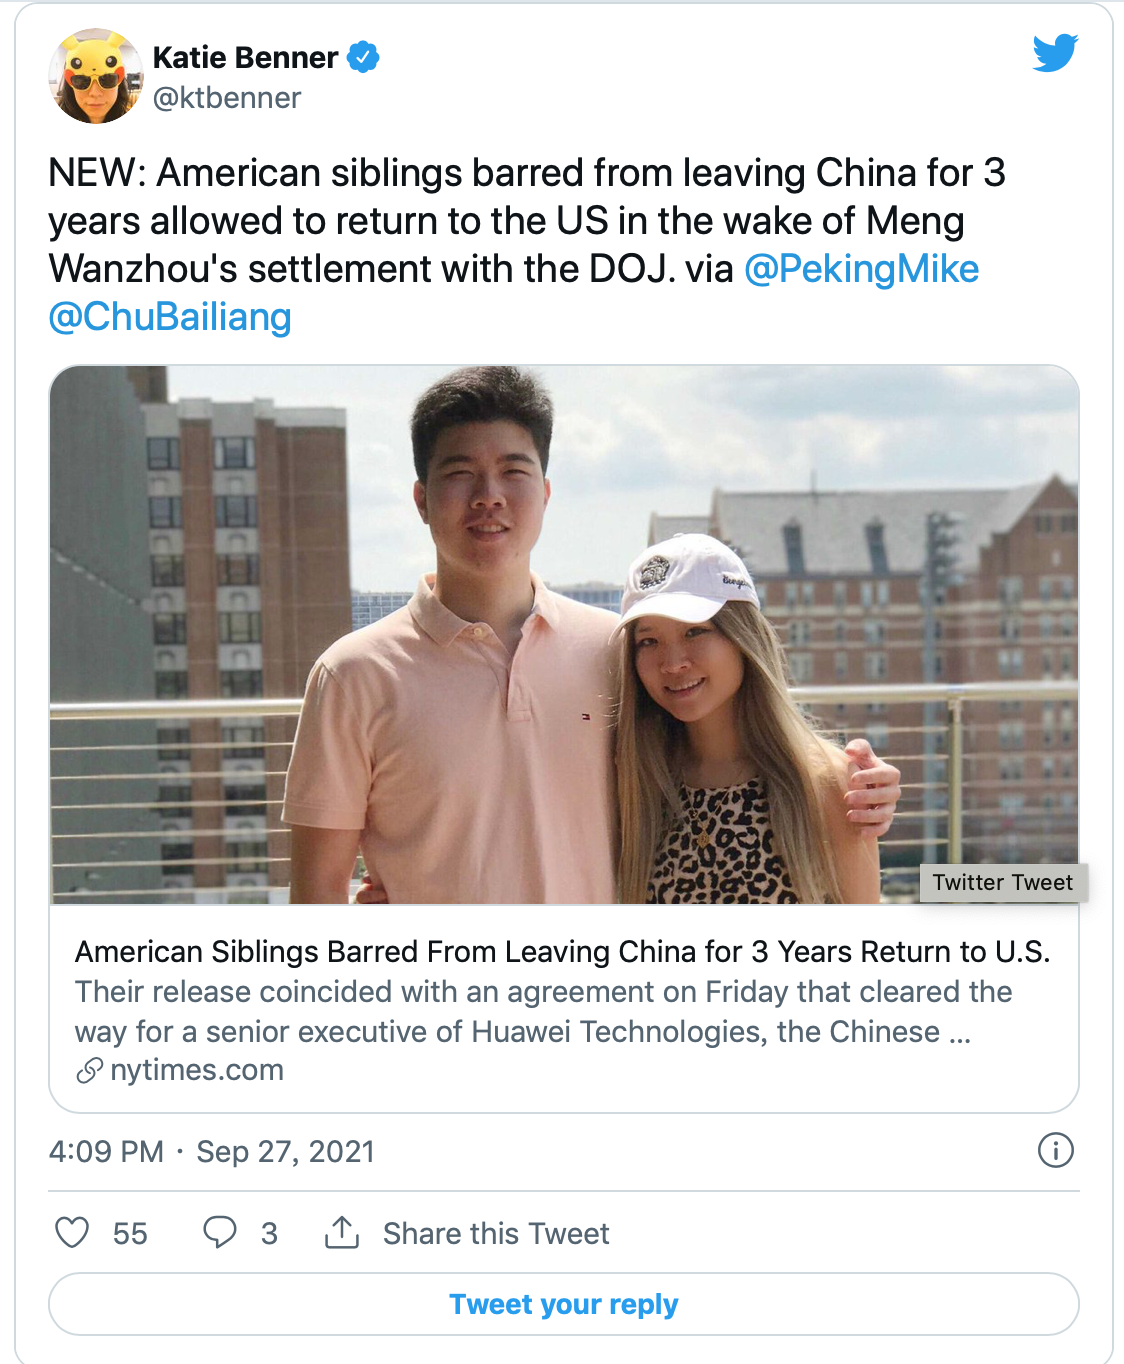 Katie Benner
@ktbenner
NEW: American siblings barred from leaving China for 3
years allowed to return to the US in the wake of Meng
Wanzhou's settlement with the DOJ. via @PekingMike
@ChuBailiang
Twitter Tweet
American Siblings Barred From Leaving China for 3 Years Return to U.S.
Their release coincided with an agreement on Friday that cleared the
way for a senior executive of Huawei Technologies, the Chinese ...
nytimes.com
4:09 PM · Sep 27, 2021
55 3 Share this Tweet
Tweet your reply